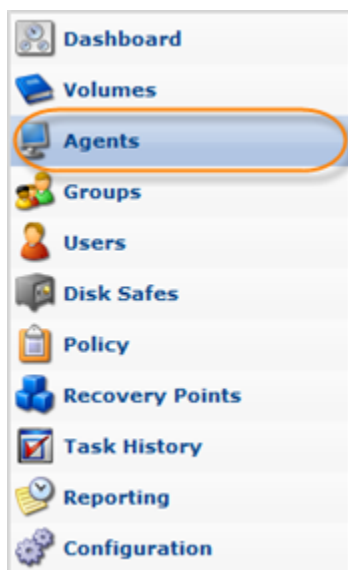 Dashboard
Volumes
Agents
Groups
Users
Disk Safes
Policy
Recovery Points
Task History
Reporting
Configuration